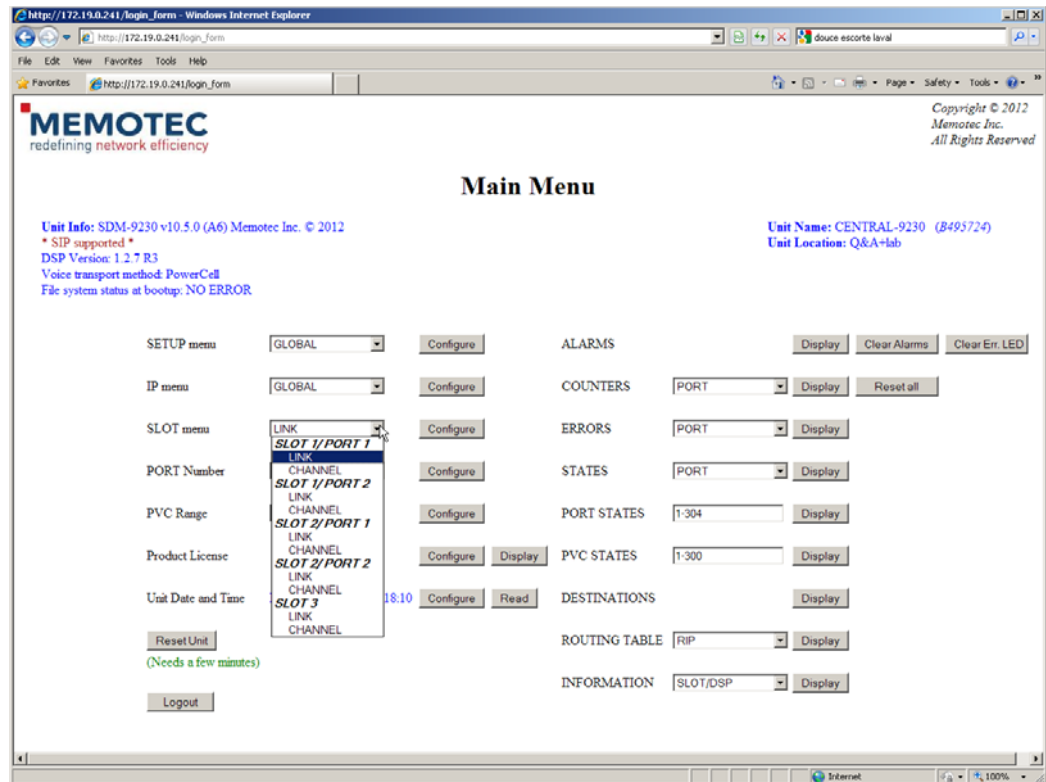 http://172.19.0.241/login_form - Windows Internet Explorer
http://172.19.0.241/login_form
douce escorte laval
File Edit View Favorites Tools Help
Favorites http://172.19.0.241/login_form
Page Safety Tools
MEMOTEC
redefining network efficiency
Copyright © 2012
Memotec Inc.
All Rights Reserved
Main Menu
Unit Info: SDM-9230 v10.5.0 (A6) Memotec Inc. © 2012
* SIP supported *
DSP Version: 1.2.7 R3
Voice transport method: PowerCell
File system status at bootup: NO ERROR
Unit Name: CENTRAL-9230 (B495724)
Unit Location: Q&A+lab
SETUP menu GLOBAL Configure
IP menu GLOBAL Configure
SLOT menu LINK Configure
SLOT 1/PORT 1
LINK
CHANNEL
SLOT 1/PORT 2
LINK
CHANNEL
SLOT 2/PORT 1
LINK
CHANNEL
SLOT 2/PORT 2
LINK
CHANNEL
SLOT 3
LINK
CHANNEL
PORT Number Configure
PVC Range Configure
Product License Configure Display
Unit Date and Time 18:10 Configure Read
Reset Unit
(Needs a few minutes)
Logout
ALARMS Display Clear Alarms Clear Err. LED
COUNTERS PORT Display Reset all
ERRORS PORT Display
STATES PORT Display
PORT STATES 1-304 Display
PVC STATES 1-300 Display
DESTINATIONS Display
ROUTING TABLE RIP Display
INFORMATION SLOT/DSP Display
Internet 100%